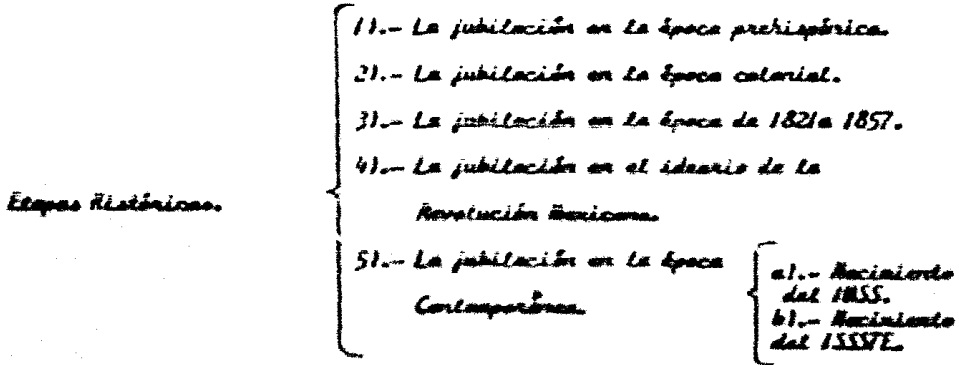 1).- La jubilación en la época prehispánica.
2).- La jubilación en la época colonial.
3).- La jubilación en la época de 1821 a 1857.
4).- La jubilación en el ideario de la
Revolución Mexicana.
Etapas Históricas.
5).- La jubilación en la época
Contemporánea.
a).- Nacimiento
del IMSS.
b).- Nacimiento
del ISSSTE.